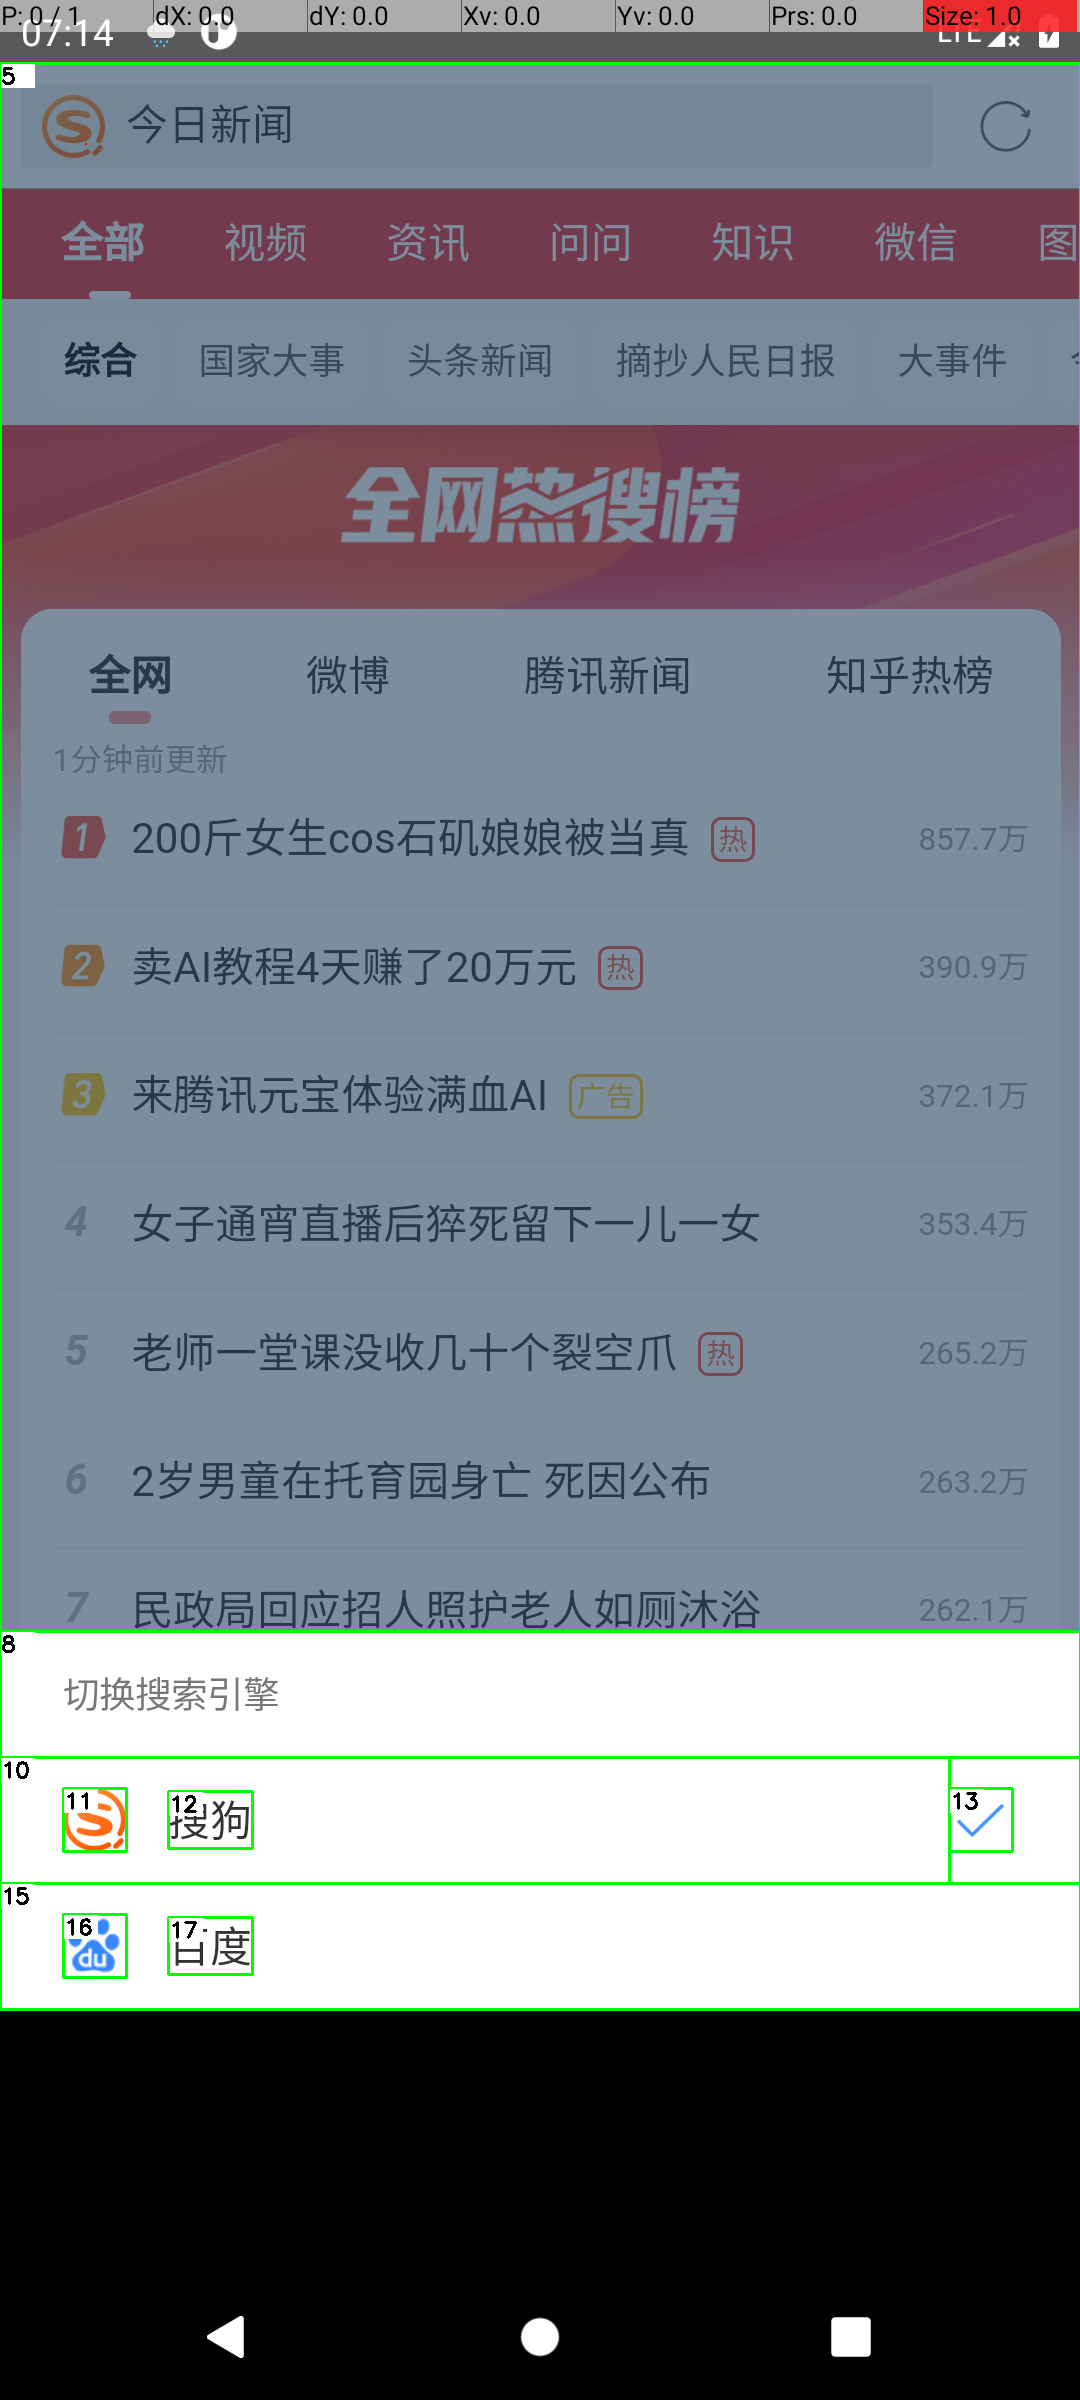 P: 0 / 1 dX: 0.0 dY: 0.0 Xv: 0.0 Yv: 0.0 Prs: 0.0 Size: 1.0
07:14 LTE
5
今日新闻
全部 视频 资讯 问问 知识 微信 图
综合 国家大事 头条新闻 摘抄人民日报 大事件
全网热搜榜
全网 微博 腾讯新闻 知乎热榜
1分钟前更新
1 200斤女生cos石矶娘娘被当真 热 857.7万
2 卖AI教程4天赚了20万元 热 390.9万
3 来腾讯元宝体验满血AI 广告 372.1万
4 女子通宵直播后猝死留下一儿一女 353.4万
5 老师一堂课没收几十个裂空爪 热 265.2万
6 2岁男童在托育园身亡 死因公布 263.2万
7 民政局回应招人照护老人如厕沐浴 262.1万
8
切换搜索引擎
10
11 12 搜狗 13
15
16 du 17 百度